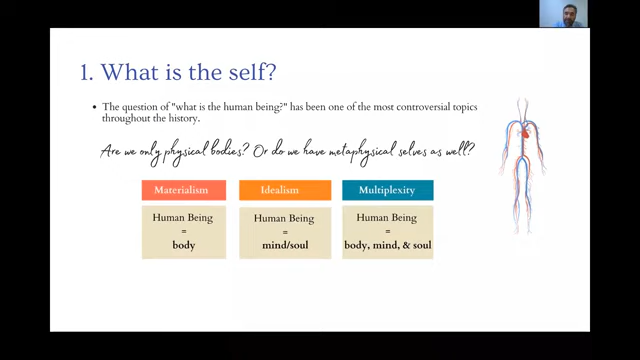 1. What is the self?
• The question of "what is the human being?" has been one of the most controversial topics
throughout the history.
Are we only physical bodies? Or do we have metaphysical selves as well?
Materialism
Human Being
=
body
Idealism
Human Being
=
mind/soul
Multiplexity
Human Being
=
body, mind, & soul